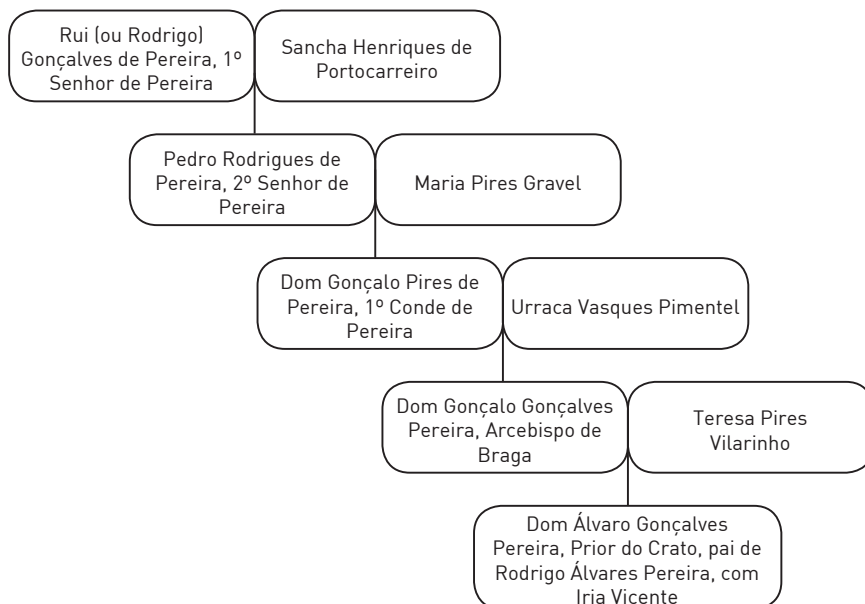 Rui (ou Rodrigo)
Gonçalves de Pereira, 1º
Senhor de Pereira
Sancha Henriques de
Portocarreiro
Pedro Rodrigues de
Pereira, 2º Senhor de
Pereira
Maria Pires Gravel
Dom Gonçalo Pires de
Pereira, 1º Conde de
Pereira
Urraca Vasques Pimentel
Dom Gonçalo Gonçalves
Pereira, Arcebispo de
Braga
Teresa Pires
Vilarinho
Dom Álvaro Gonçalves
Pereira, Prior do Crato, pai de
Rodrigo Álvares Pereira, com
Iria Vicente